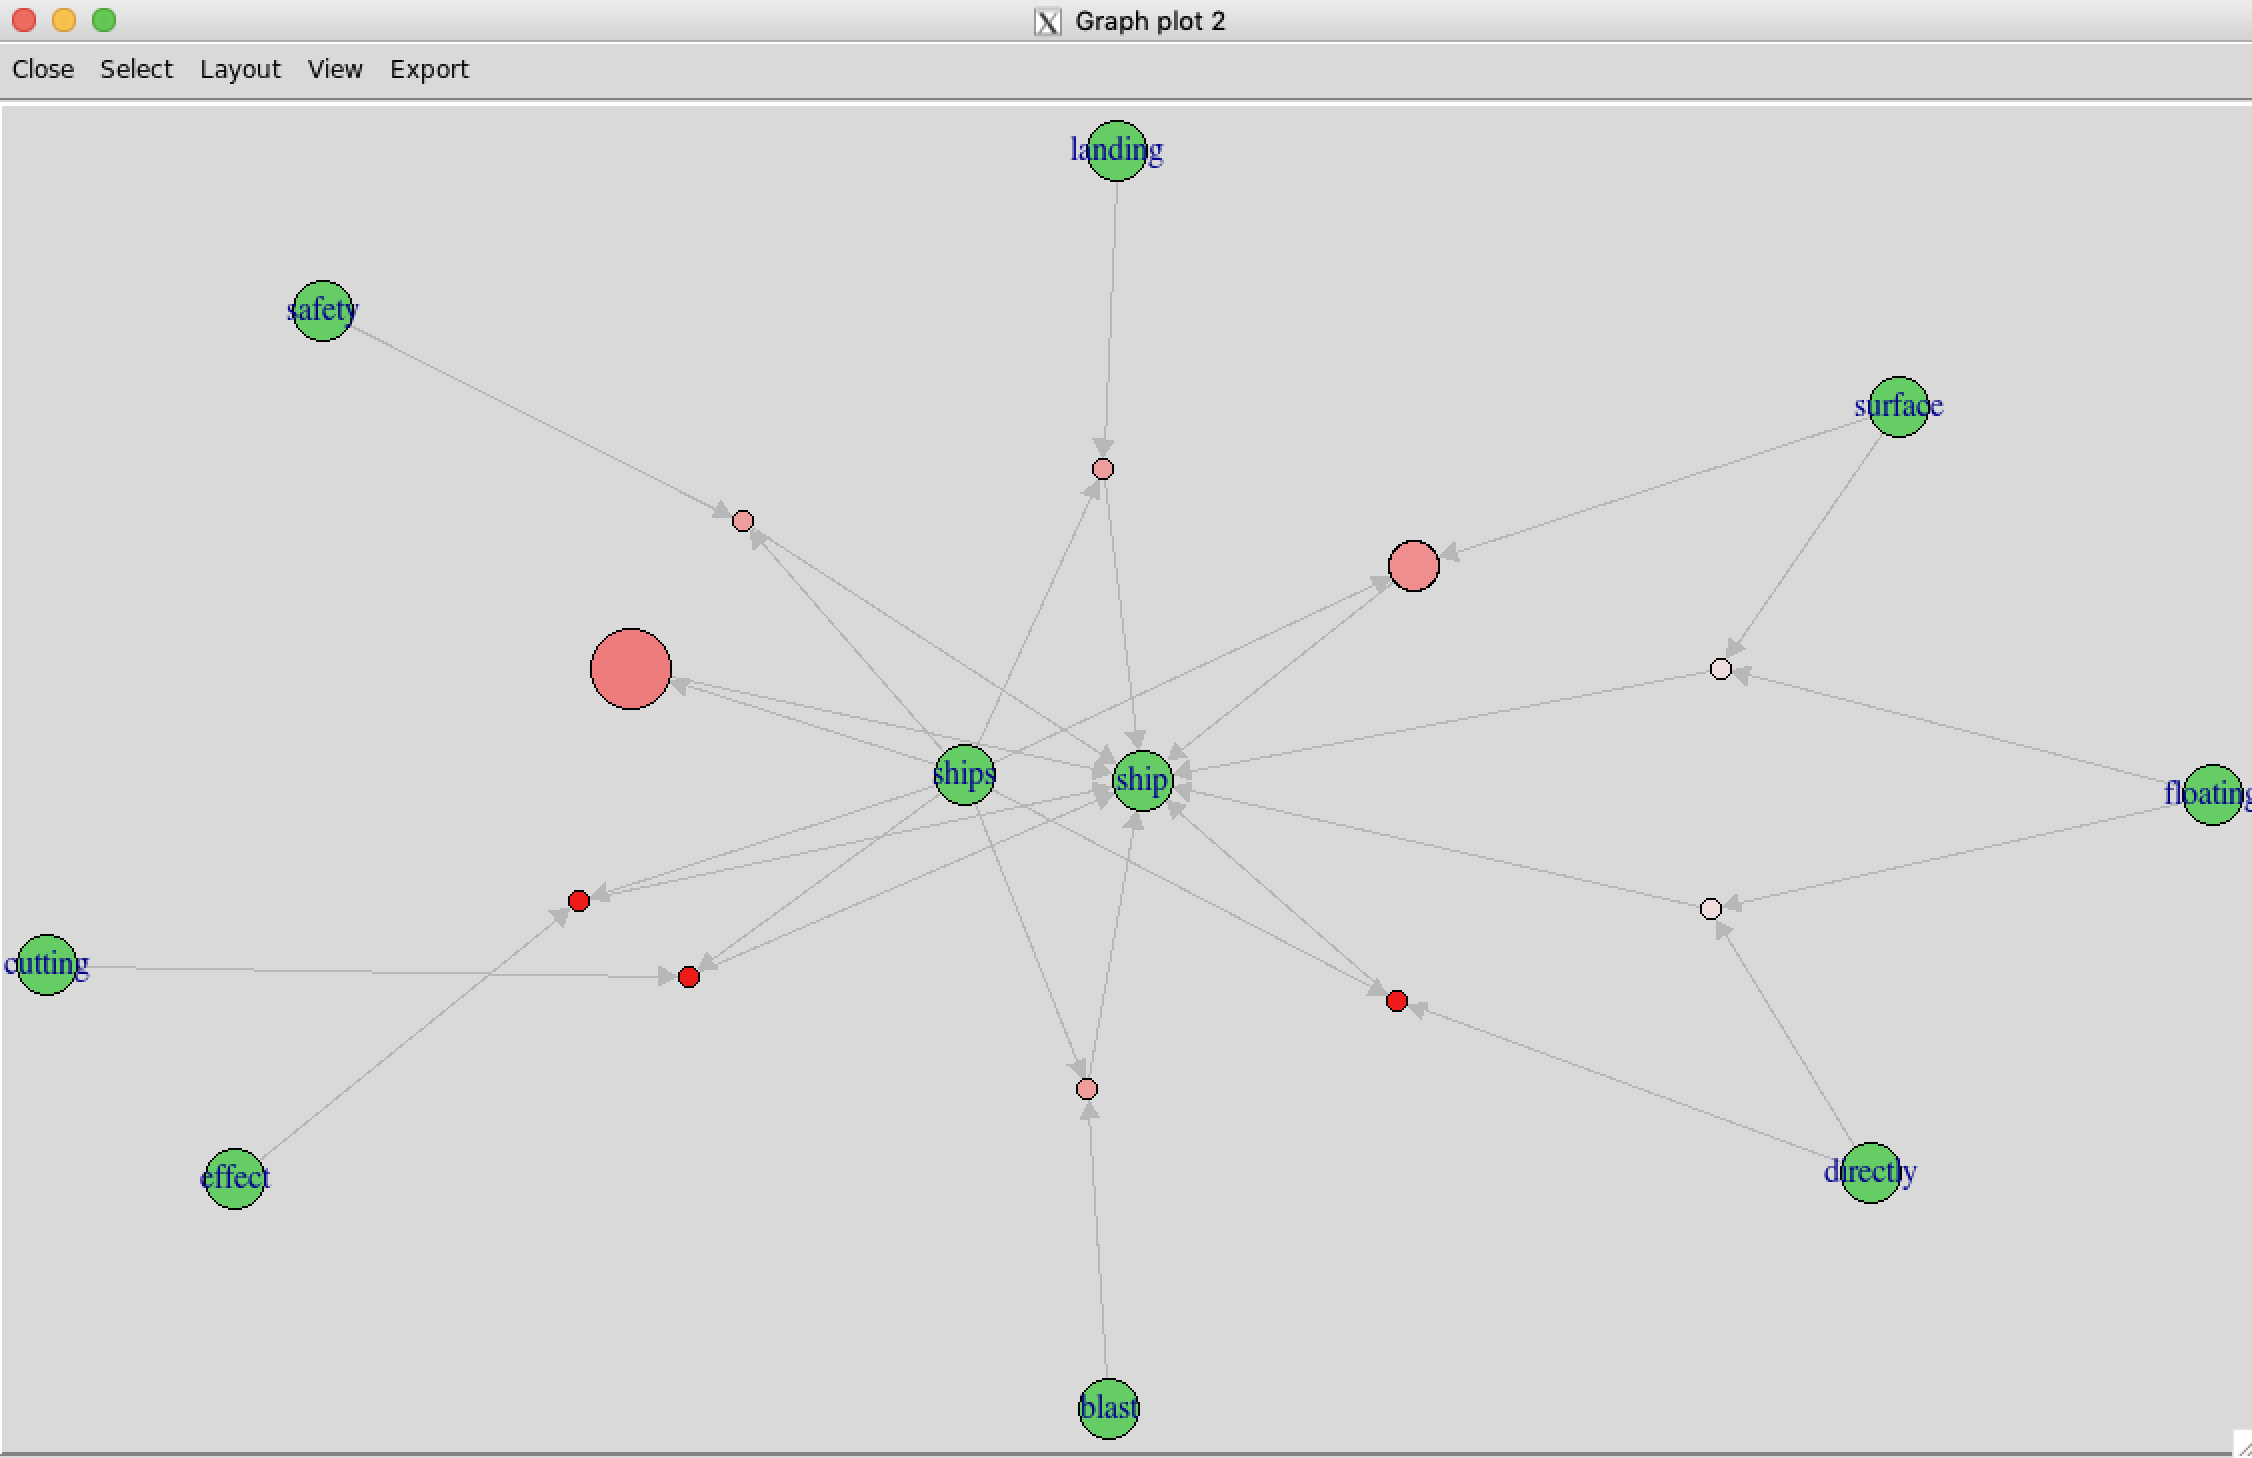 Graph plot 2
Close Select Layout View Export
landing
safety
surface
ships
ship
floating
cutting
effect
directly
blast